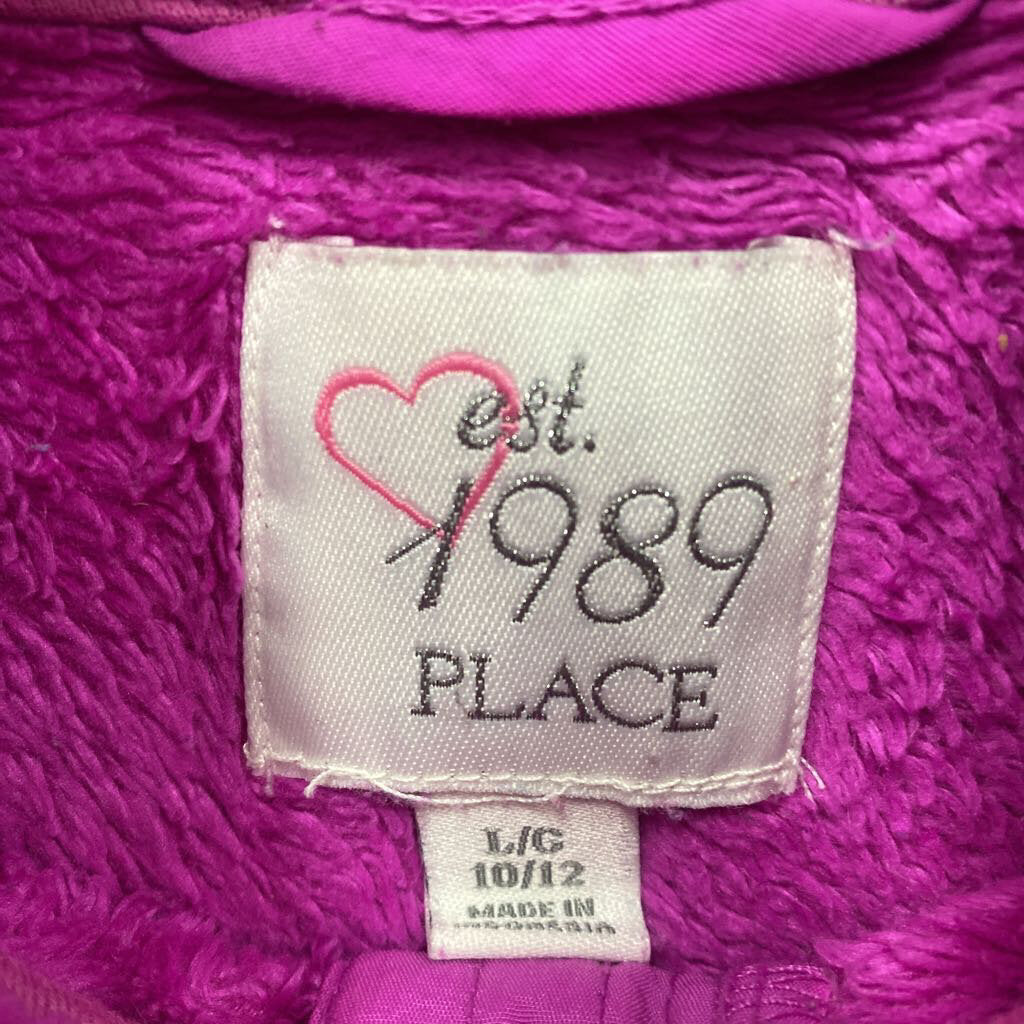 est.
1989
PLACE
L/G
10/12
MADE IN